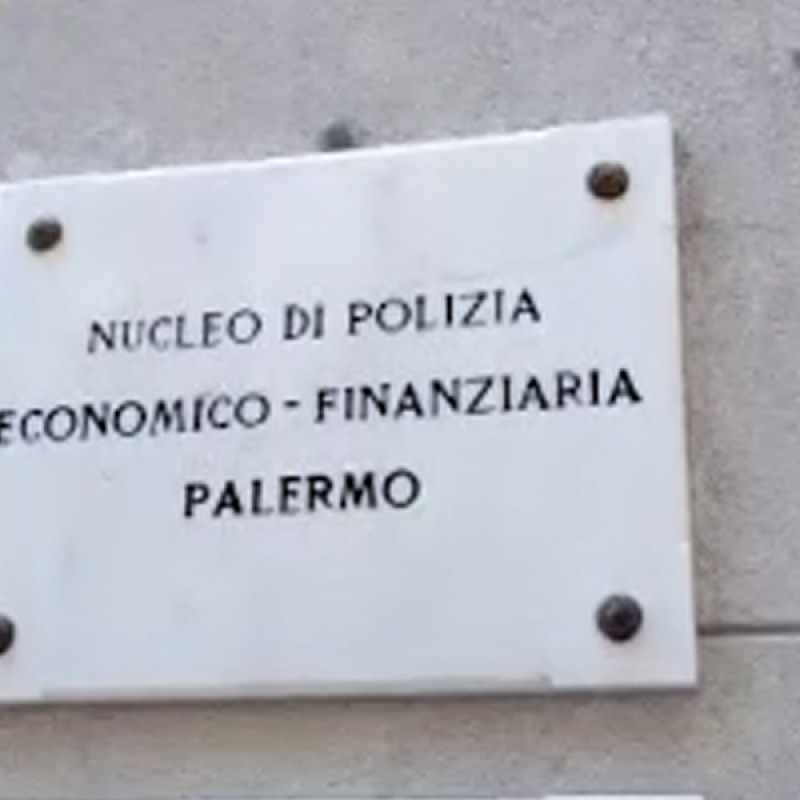 NUCLEO DI POLIZIA
ECONOMICO - FINANZIARIA
PALERMO